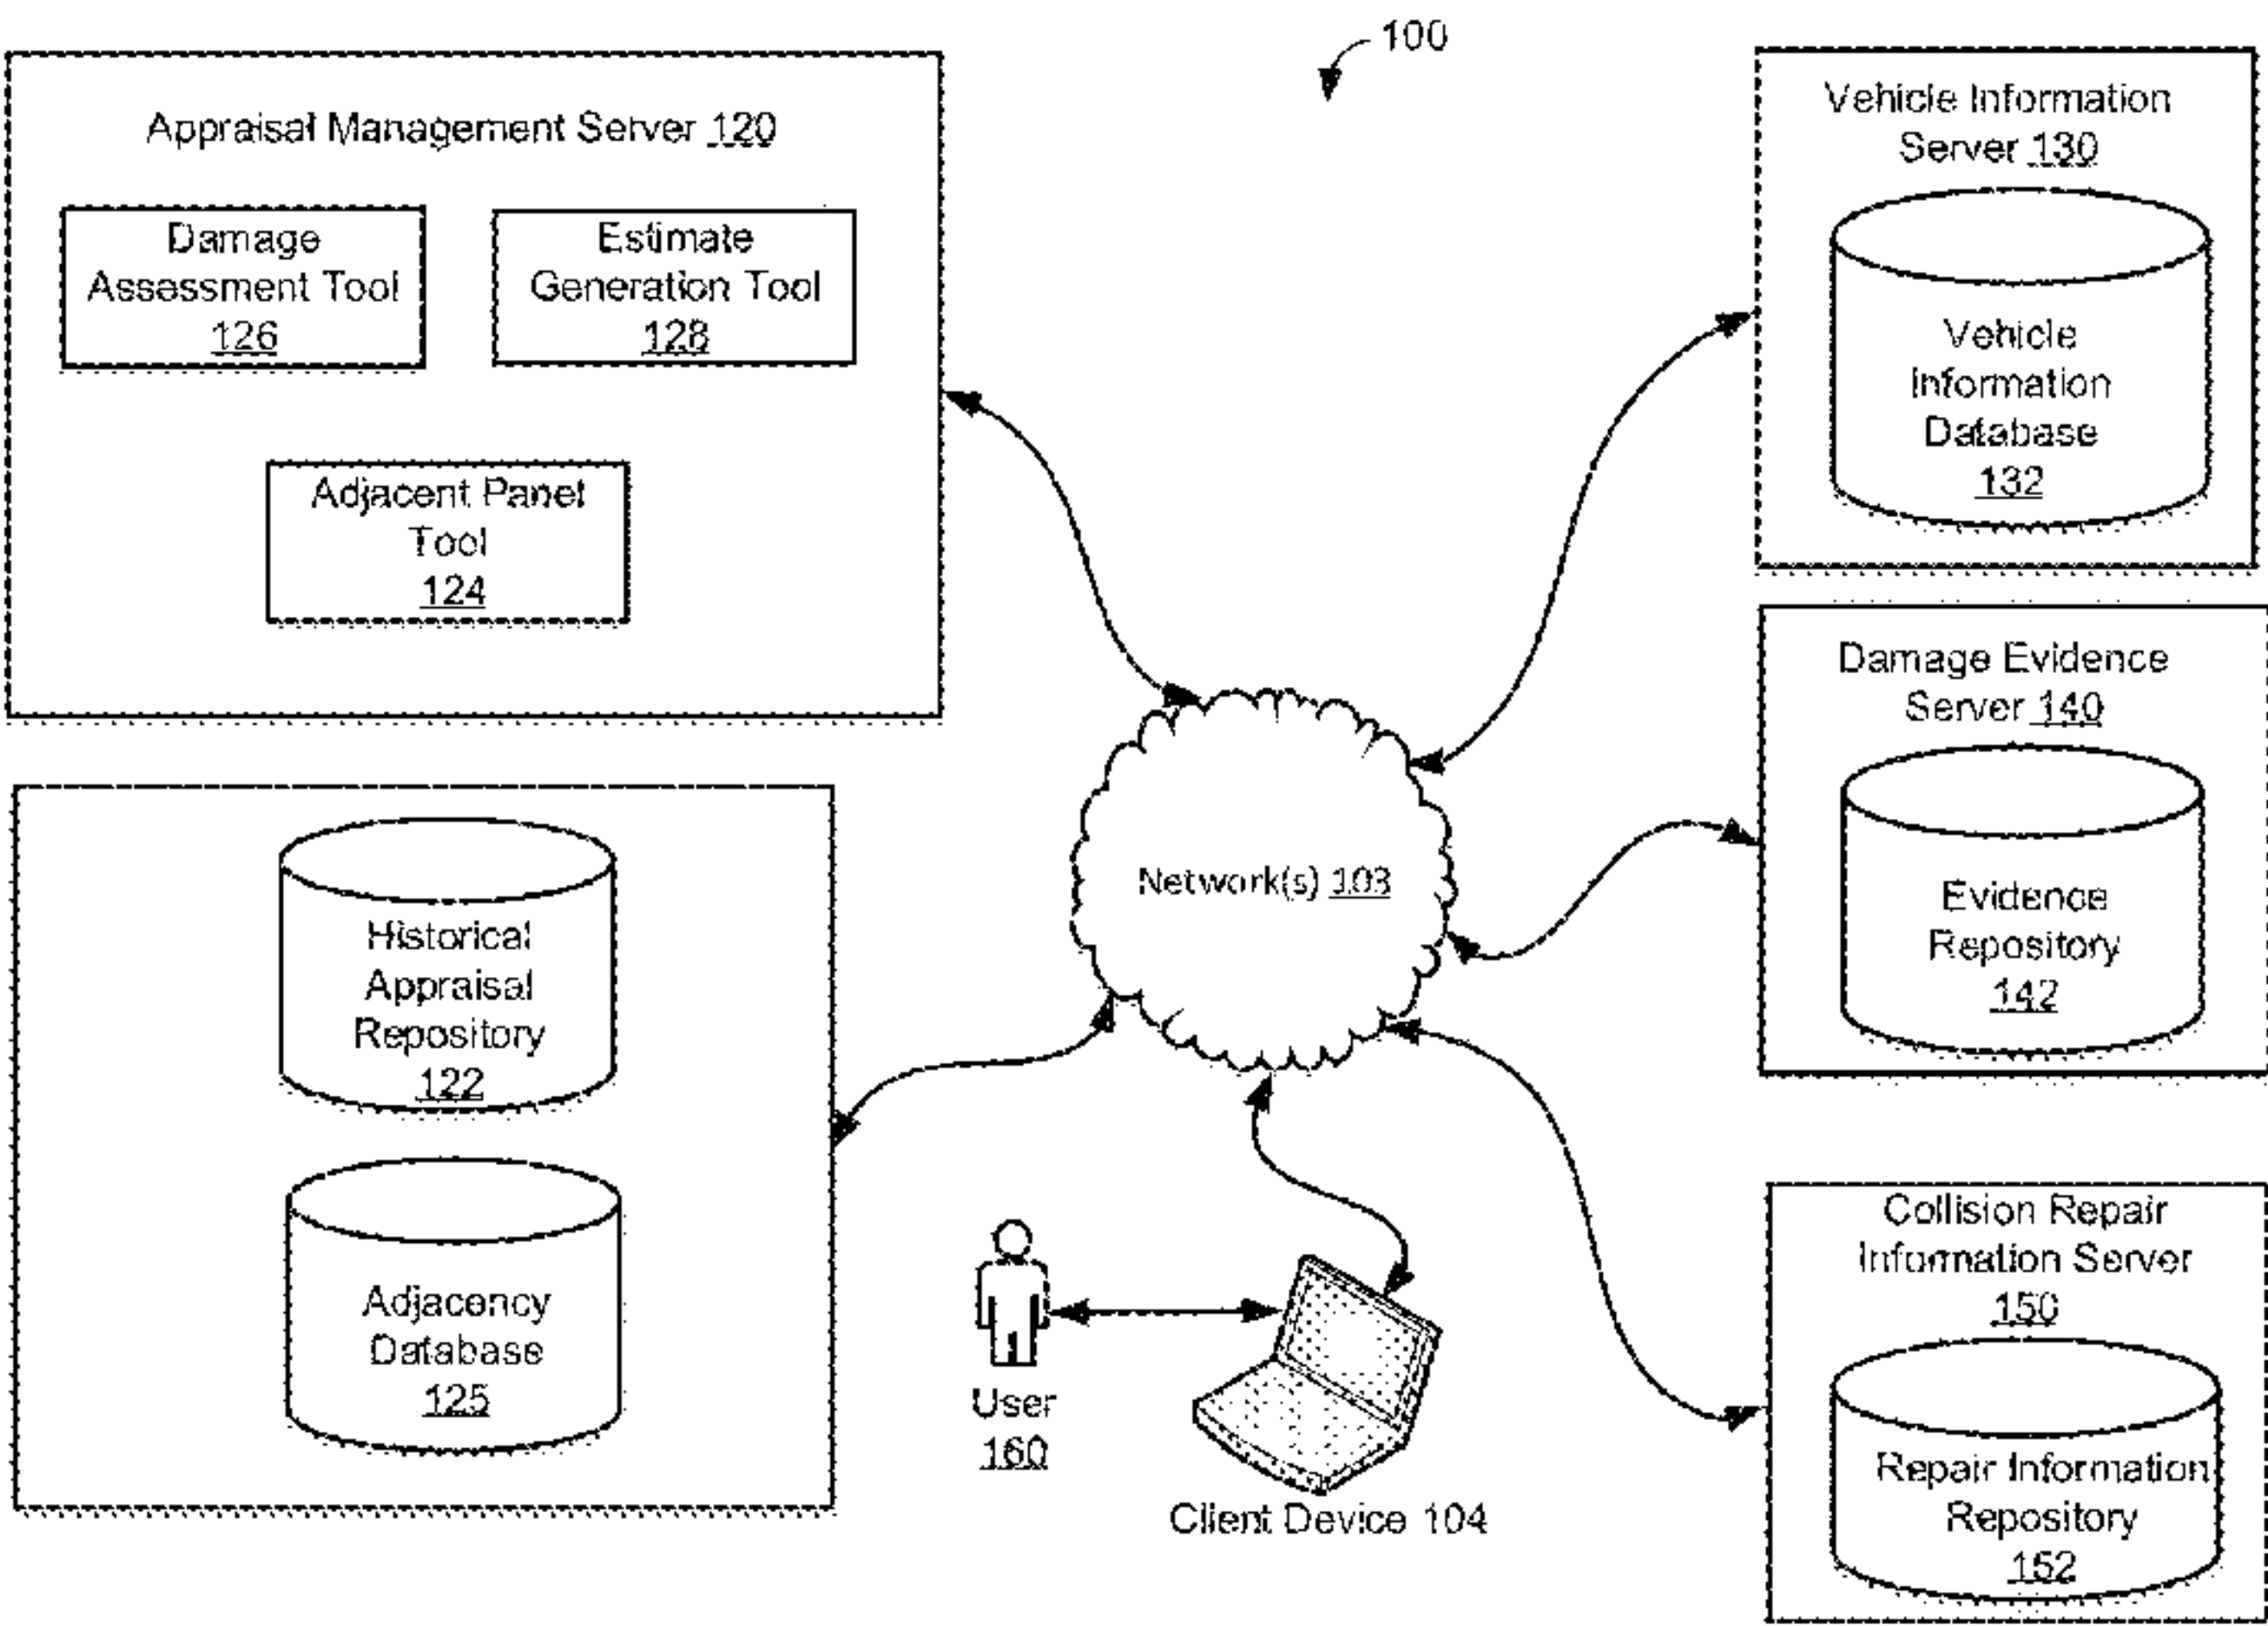 100
Appraisal Management Server 120
Damage
Assessment Tool
126
Estimate
Generation Tool
128
Adjacent Panel
Tool
124
Vehicle Information
Server 130
Vehicle
Information
Database
132
Damage Evidence
Server 140
Evidence
Repository
142
Network(s) 103
Historical
Appraisal
Repository
122
Adjacency
Database
125
User
160
Client Device 104
Collision Repair
Information Server
150
Repair Information
Repository
152